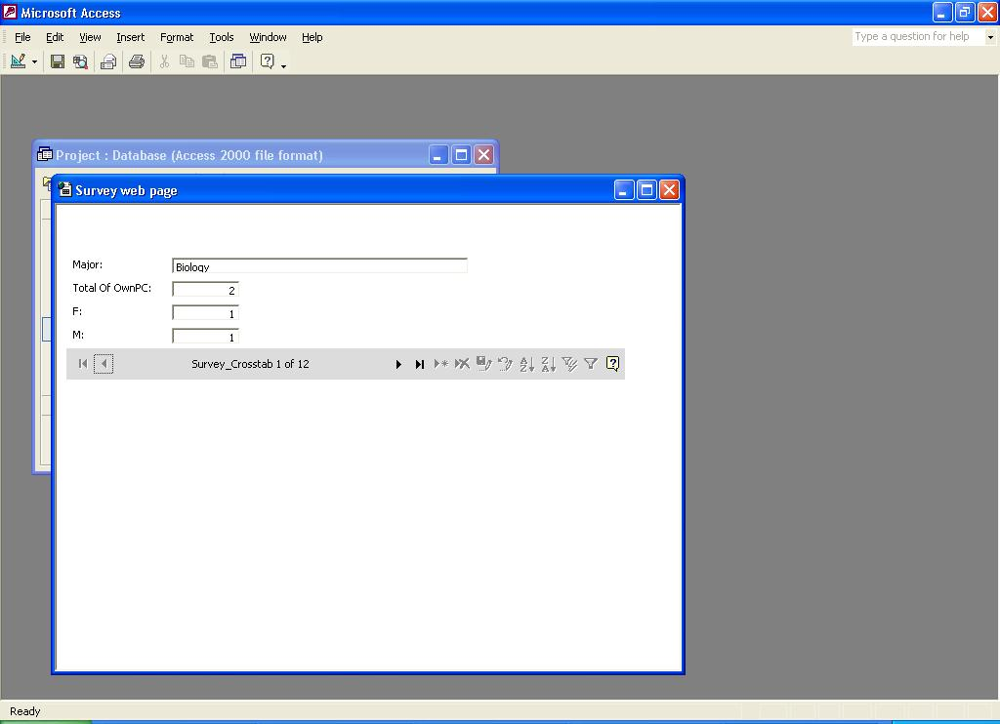 Microsoft Access
File Edit View Insert Format Tools Window Help
Type a question for help
Project : Database (Access 2000 file format)
Survey web page
Major: Biology
Total Of OwnPC: 2
F: 1
M: 1
Survey_Crosstab 1 of 12
Ready